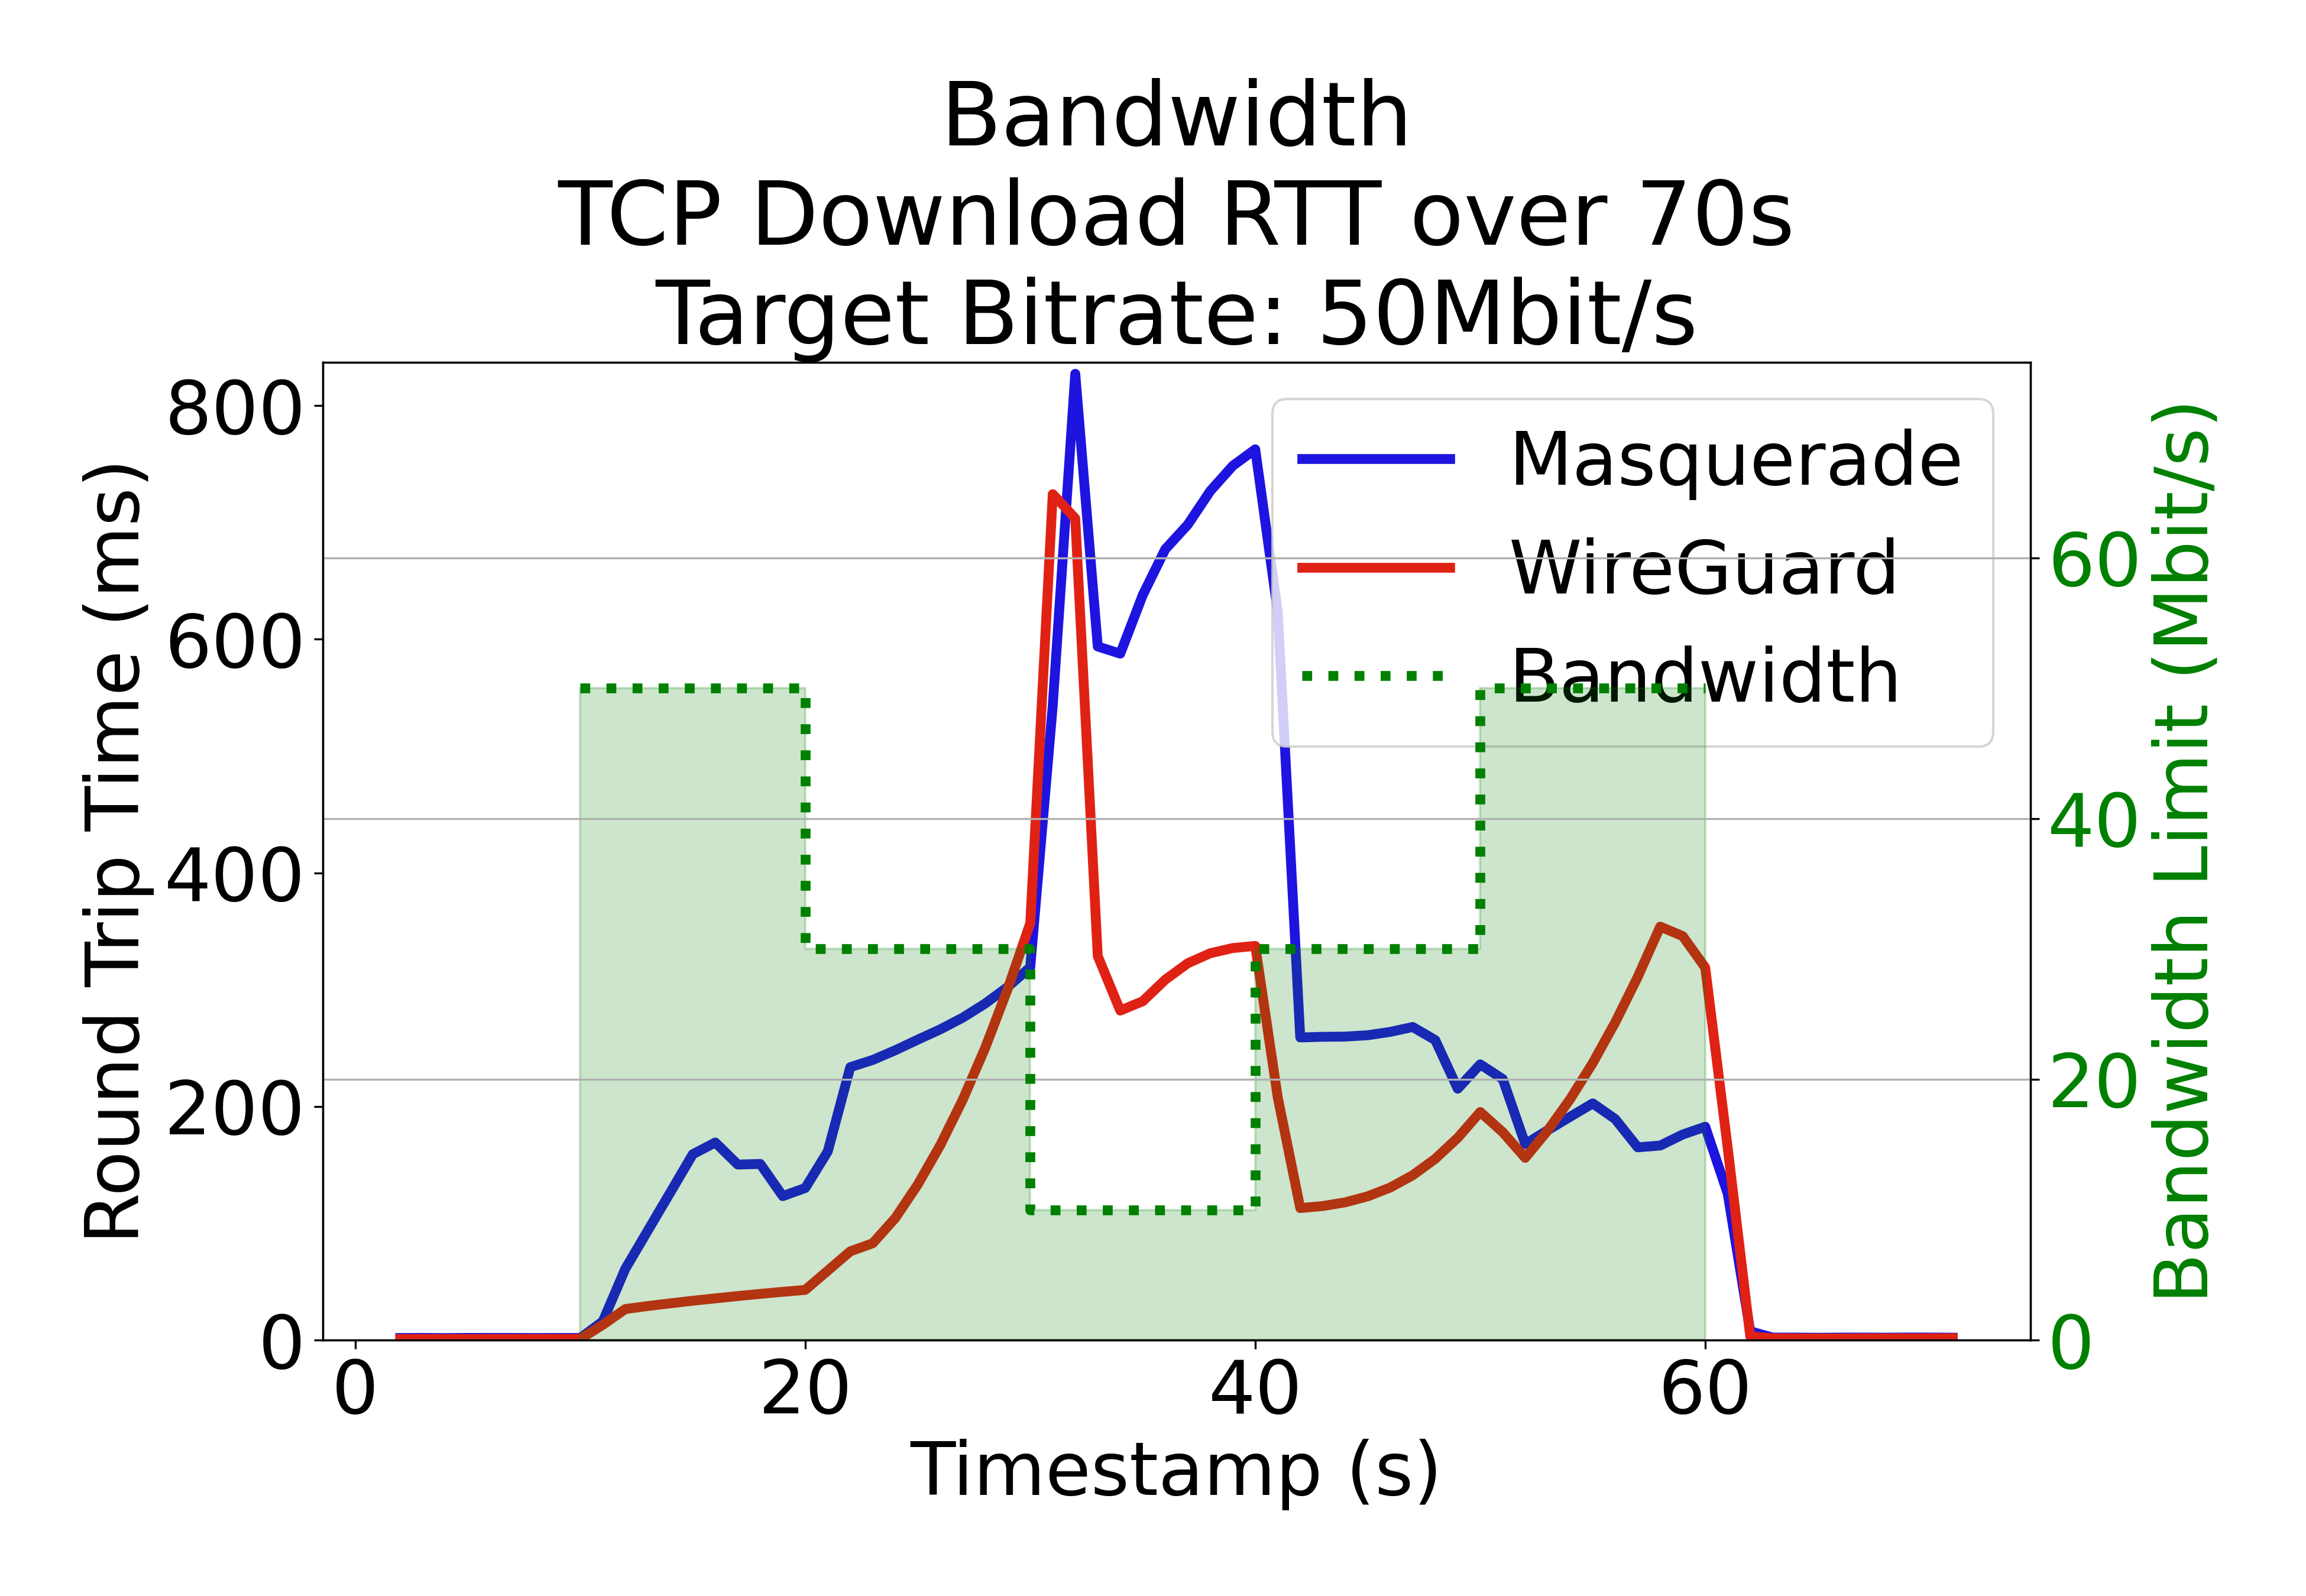 Bandwidth
TCP Download RTT over 70s
Target Bitrate: 50Mbit/s
Round Trip Time (ms)
800
600
400
200
0
Masquerade
WireGuard
Bandwidth
60
40
20
0
Bandwidth Limit (Mbit/s)
0 20 40 60
Timestamp (s)